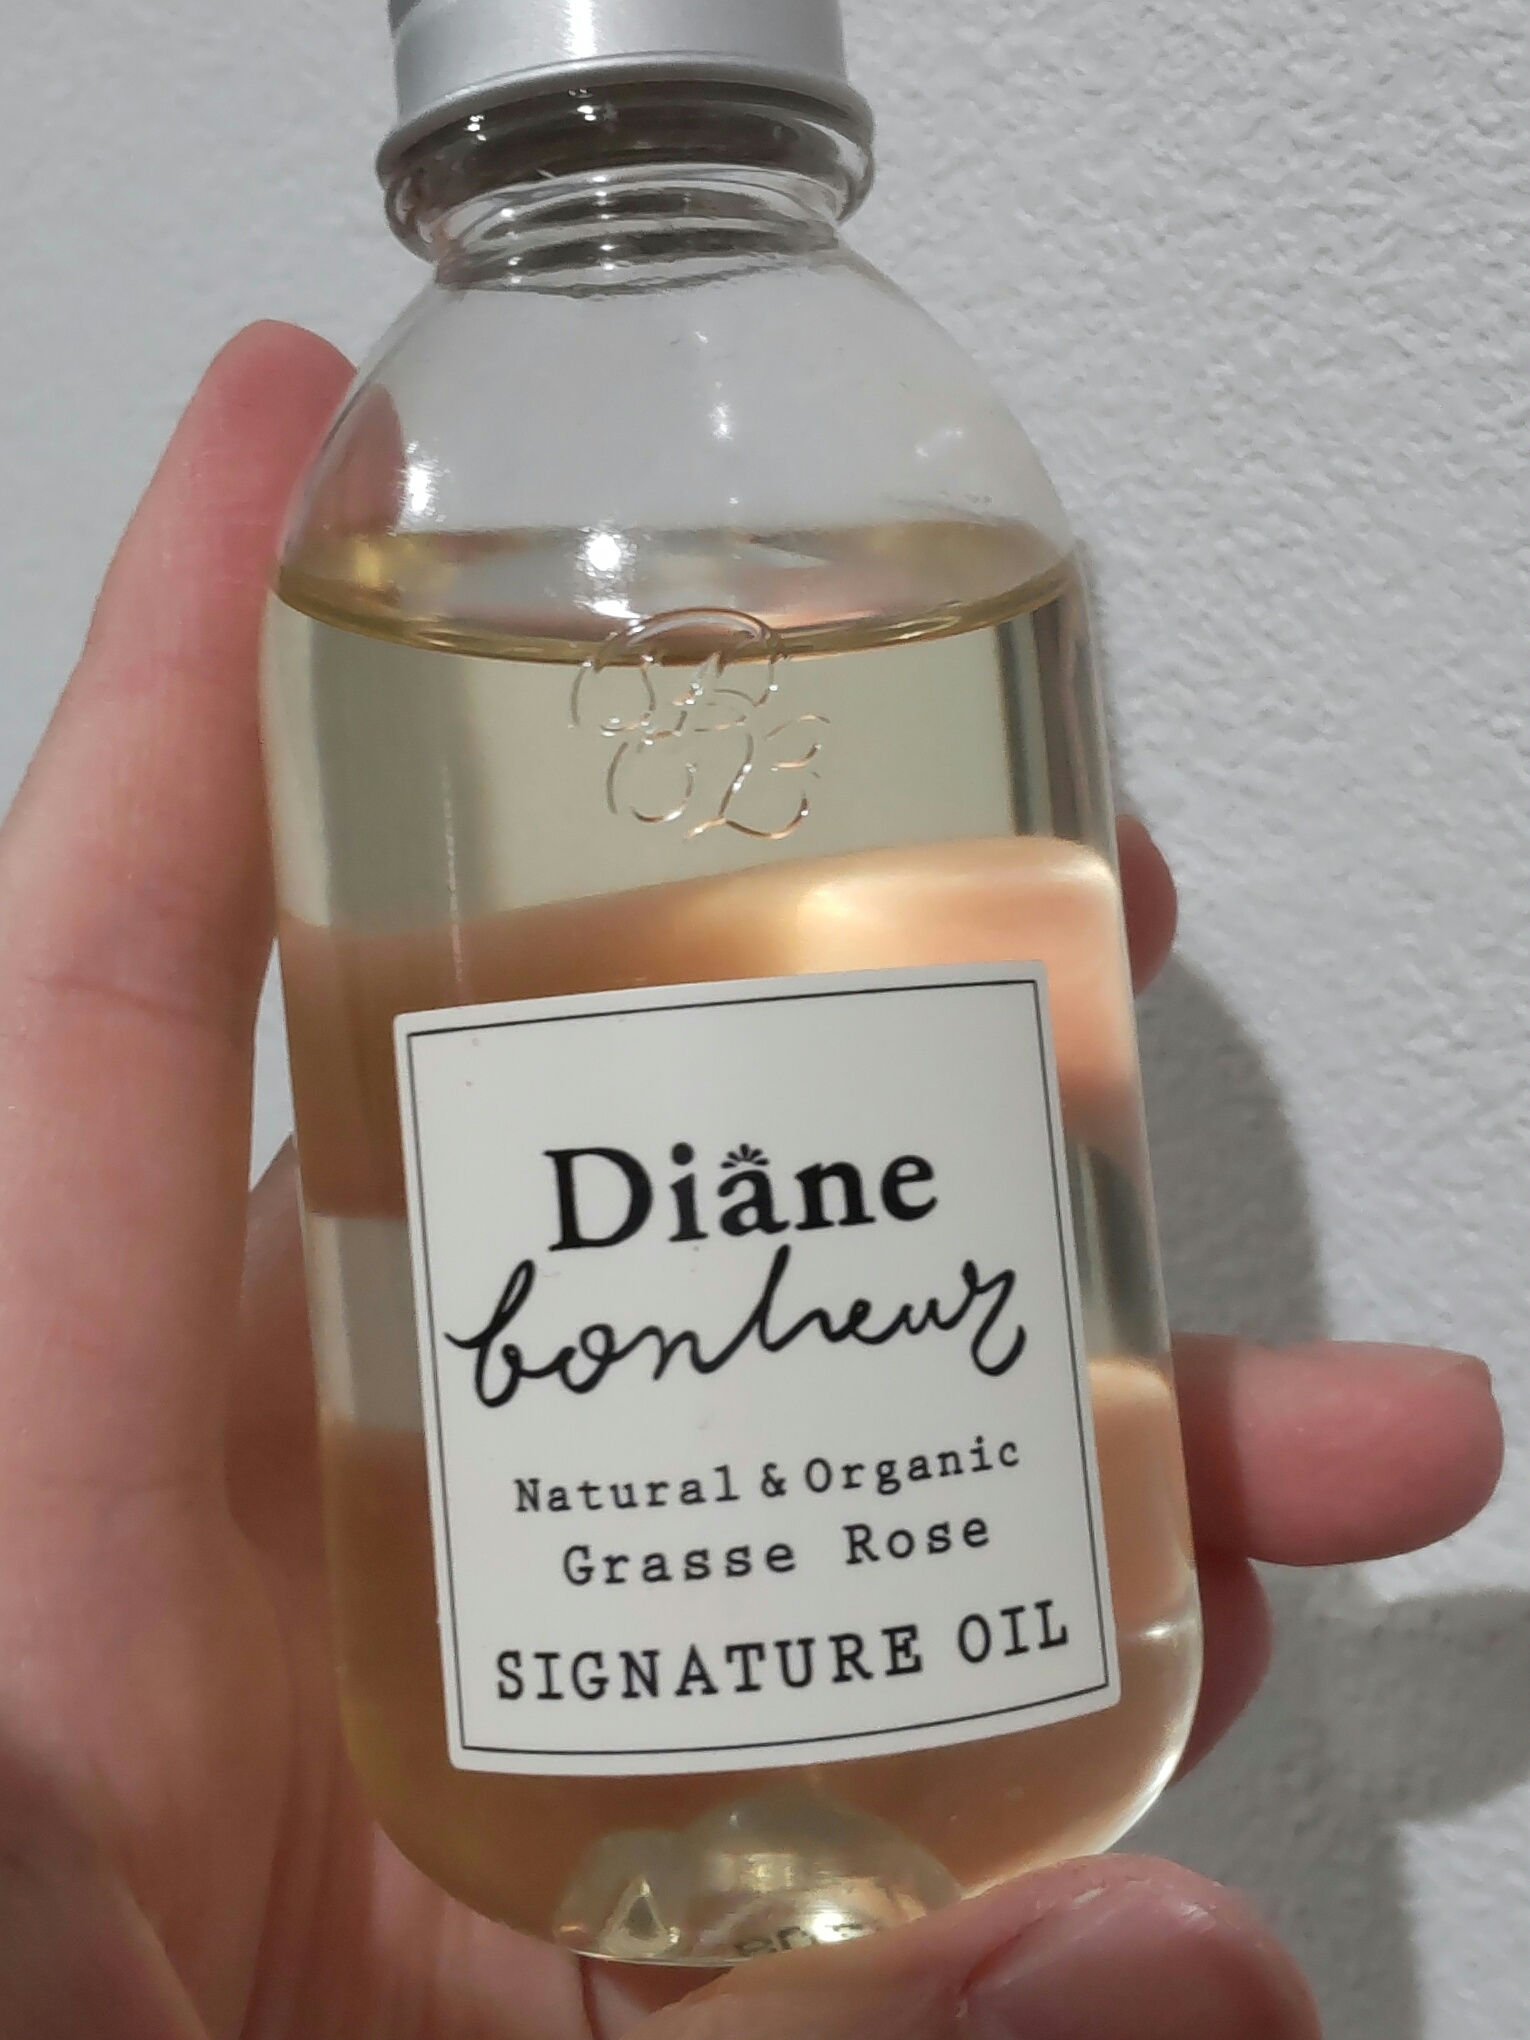 Diane
bonheur
Natural & Organic
Grasse Rose
SIGNATURE OIL